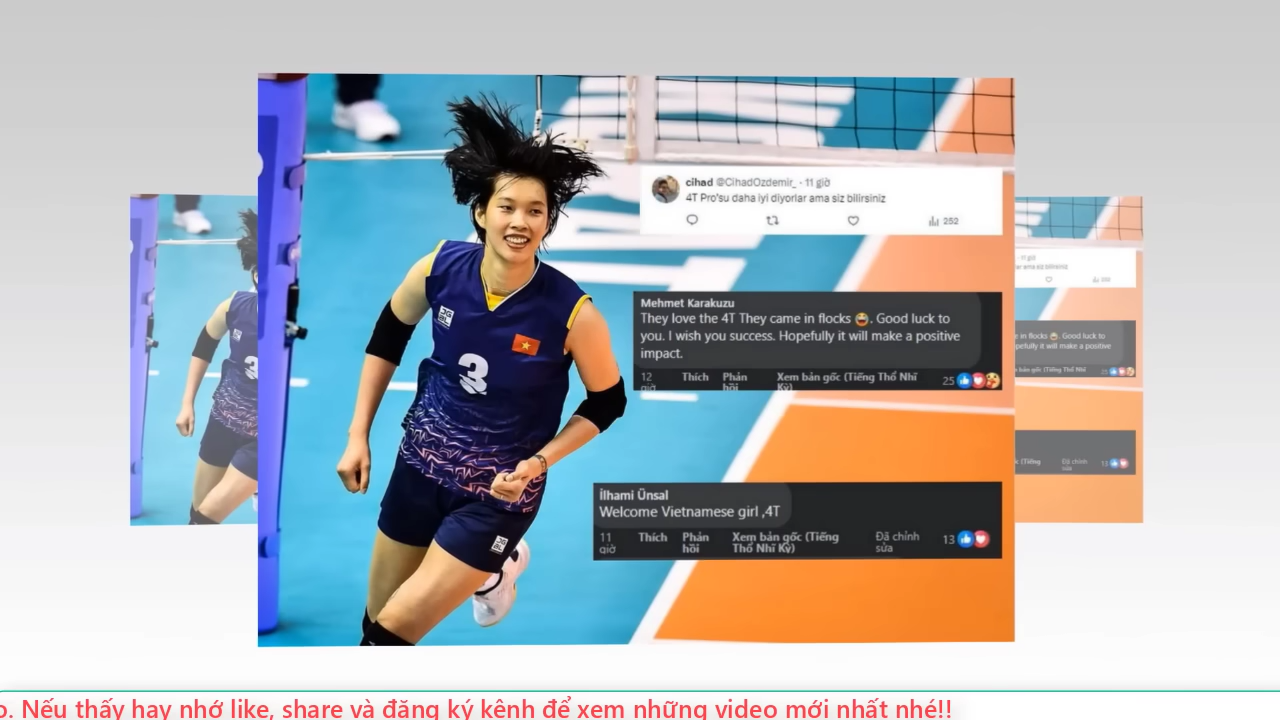 cihad @CihadOzdemir_ · 11 giờ
4T Pro'su daha iyi diyorlar ama siz bilirsiniz
252
3
Mehmet Karakuzu
They love the 4T They came in flocks 😂. Good luck to
you. I wish you success. Hopefully it will make a positive
impact.
12 giờ Thích Phản hồi Xem bản gốc (Tiếng Thổ Nhĩ Kỳ) 25
İlhami Ünsal
Welcome Vietnamese girl ,4T
11 giờ Thích Phản hồi Xem bản gốc (Tiếng Thổ Nhĩ Kỳ) Đã chỉnh sửa 13
o. Nếu thấy hay nhớ like, share và đăng ký kênh để xem những video mới nhất nhé!!